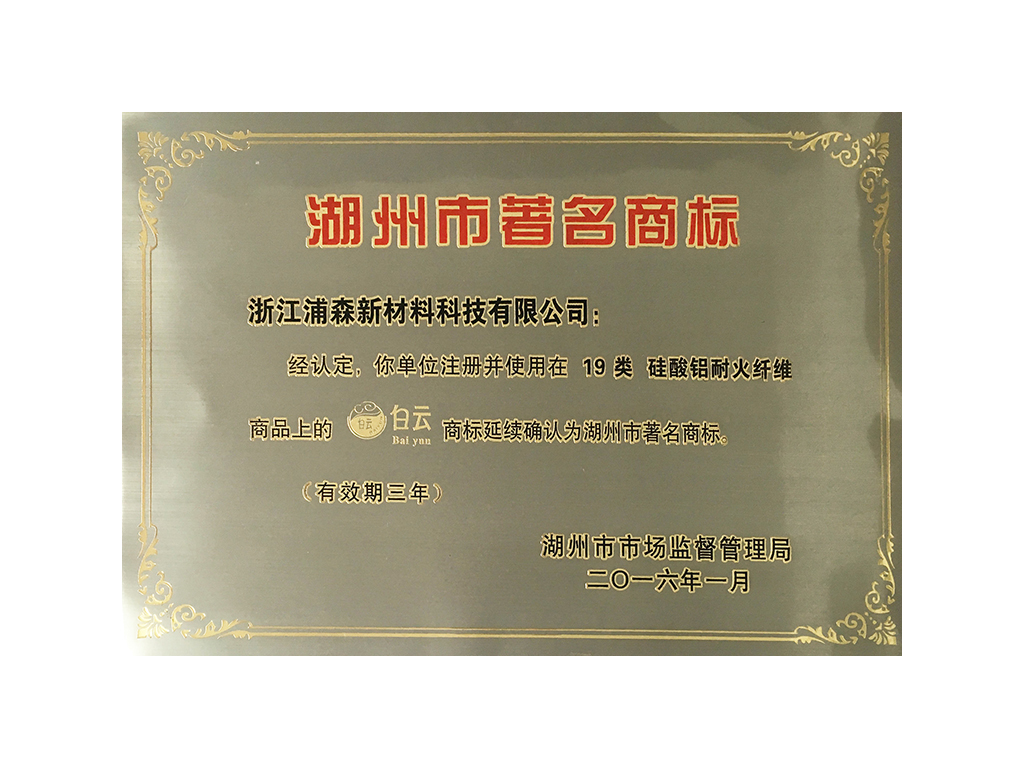 湖州市著名商标
浙江浦森新材料科技有限公司：
经认定，你单位注册并使用在 19 类 硅酸铝耐火纤维
商品上的 白云 白云 Bai yun 商标延续确认为湖州市著名商标。
（有效期三年）
湖州市市场监督管理局
二〇一六年一月